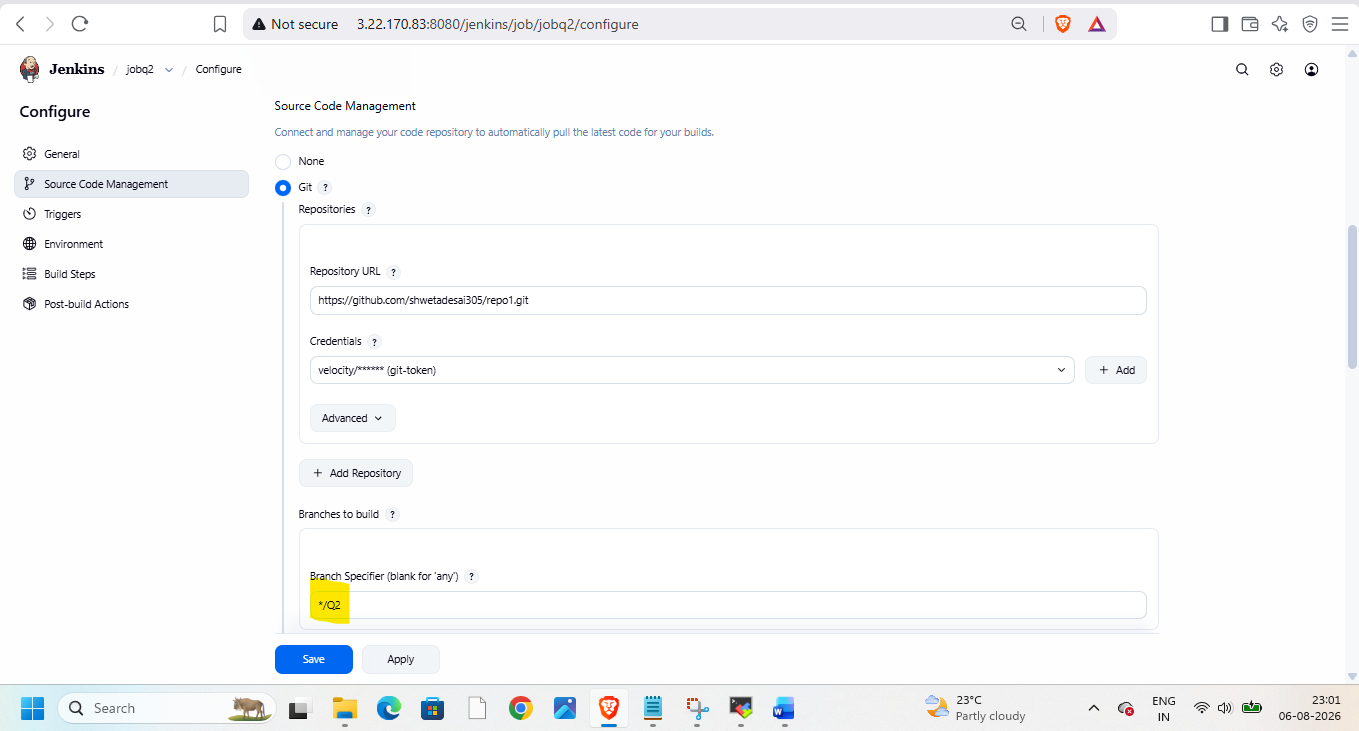 Not secure 3.22.170.83:8080/jenkins/job/jobq2/configure
Jenkins / jobq2 / Configure
Configure
General
Source Code Management
Triggers
Environment
Build Steps
Post-build Actions
Source Code Management
Connect and manage your code repository to automatically pull the latest code for your builds.
None
Git ?
Repositories ?
Repository URL ?
https://github.com/shwetadesai305/repo1.git
Credentials ?
velocity/****** (git-token)
+ Add
Advanced
+ Add Repository
Branches to build ?
Branch Specifier (blank for 'any') ?
*/Q2
Save Apply
Search
23°C
Partly cloudy
ENG
IN
23:01
06-08-2026